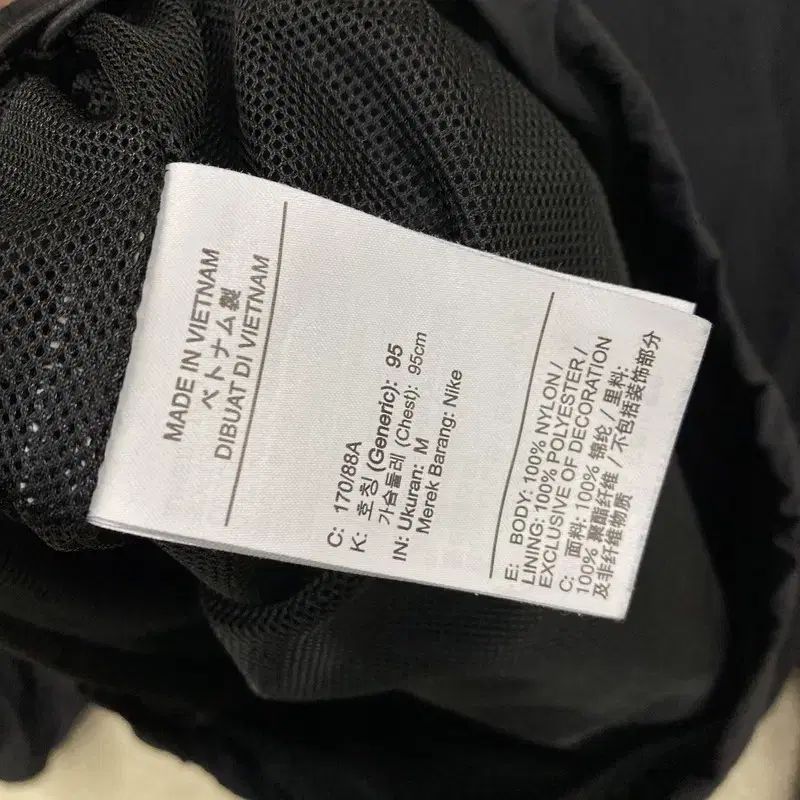 MADE IN VIETNAM
ベトナム製
DIBUAT DI VIETNAM
C: 170/88A
K: 호칭(Generic): 95
가슴둘레 (Chest): 95cm
IN: Ukuran: M
Merek Barang: Nike
E: BODY: 100% NYLON /
LINING: 100% POLYESTER /
EXCLUSIVE OF DECORATION
C: 面料: 100% 锦纶 / 里料:
100% 聚酯纤维 / 不包括装饰部分
及非纤维物质